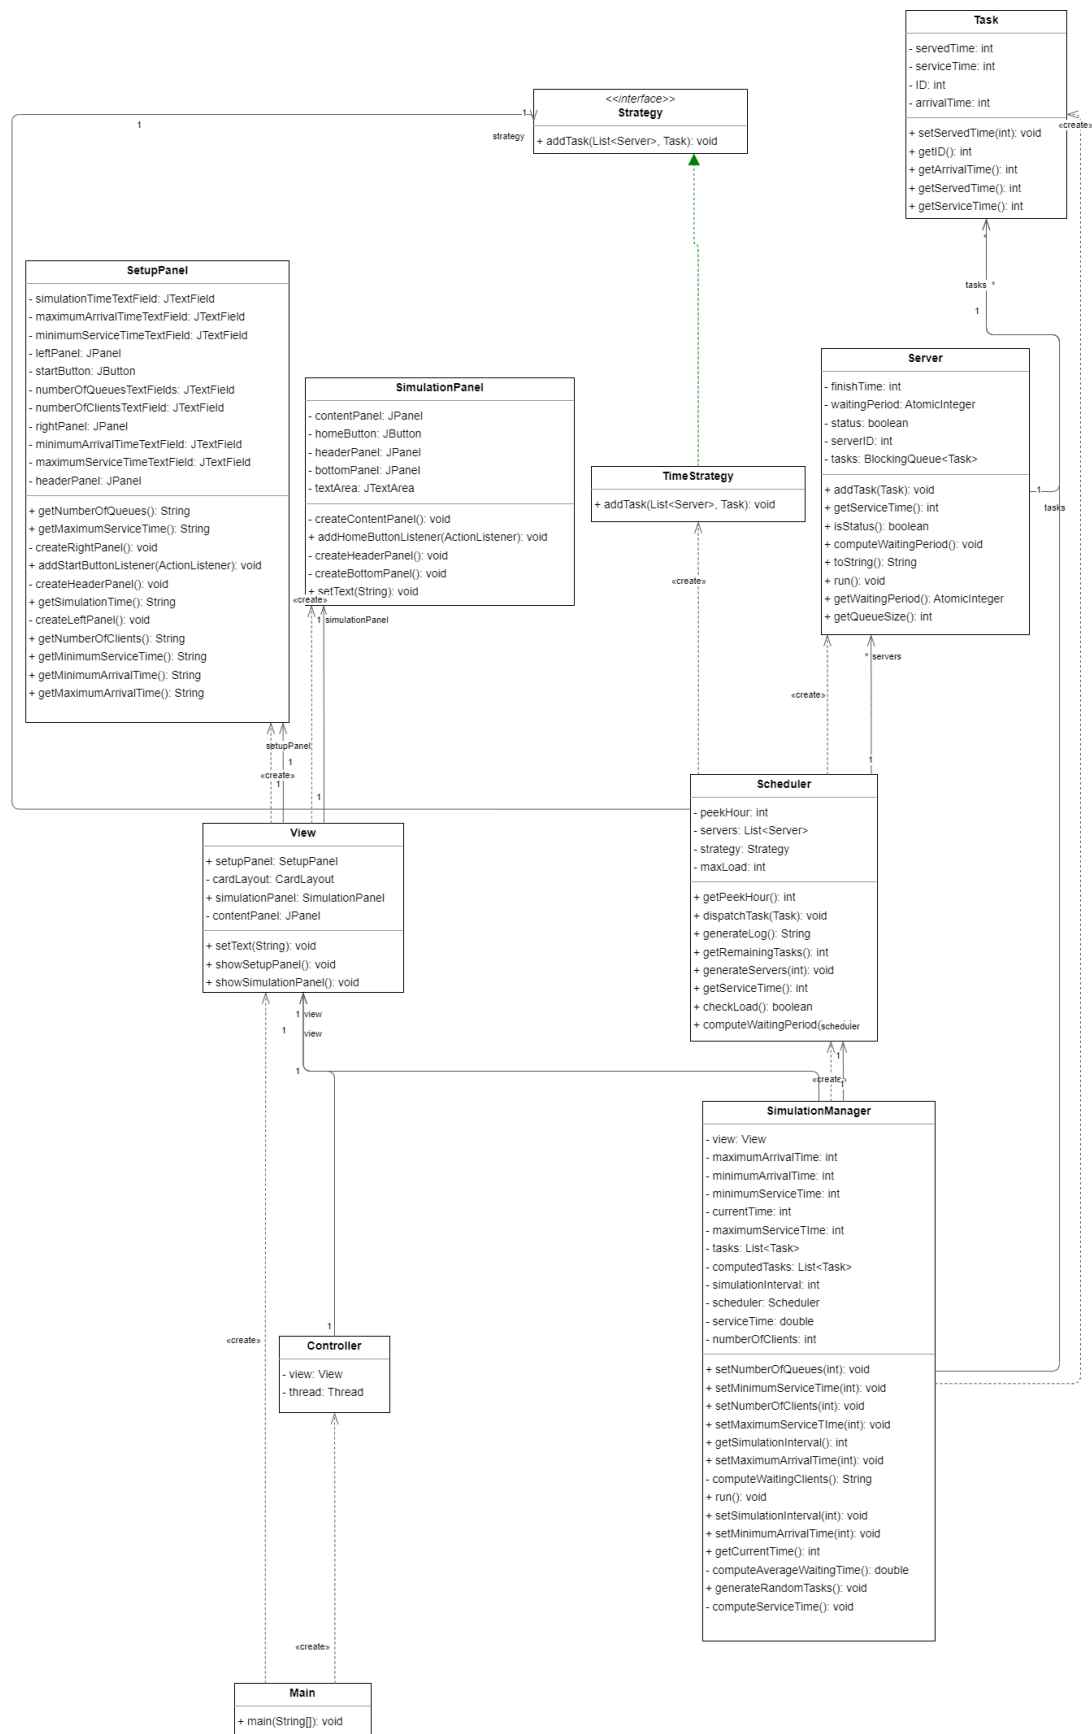 Task
- servedTime: int
- serviceTime: int
- ID: int
- arrivalTime: int
«create»
+ setServedTime(int): void
+ getID(): int
+ getArrivalTime(): int
+ getServedTime(): int
+ getServiceTime(): int
<<interface>>
Strategy
+ addTask(List<Server>, Task): void
1
1
strategy
*
tasks *
1
SetupPanel
- simulationTimeTextField: JTextField
- maximumArrivalTimeTextField: JTextField
- minimumServiceTimeTextField: JTextField
- leftPanel: JPanel
- startButton: JButton
- numberOfQueuesTextFields: JTextField
- numberOfClientsTextField: JTextField
- rightPanel: JPanel
- minimumArrivalTimeTextField: JTextField
- maximumServiceTimeTextField: JTextField
- headerPanel: JPanel
+ getNumberOfQueues(): String
+ getMaximumServiceTime(): String
- createRightPanel(): void
+ addStartButtonListener(ActionListener): void
- createHeaderPanel(): void
+ getSimulationTime(): String
- createLeftPanel(): void
+ getNumberOfClients(): String
+ getMinimumServiceTime(): String
+ getMinimumArrivalTime(): String
+ getMaximumArrivalTime(): String
SimulationPanel
- contentPanel: JPanel
- homeButton: JButton
- headerPanel: JPanel
- bottomPanel: JPanel
- textArea: JTextArea
- createContentPanel(): void
+ addHomeButtonListener(ActionListener): void
- createHeaderPanel(): void
- createBottomPanel(): void
+ setText(String): void
«create»
1 simulationPanel
TimeStrategy
+ addTask(List<Server>, Task): void
«create»
Server
- finishTime: int
- waitingPeriod: AtomicInteger
- status: boolean
- serverID: int
- tasks: BlockingQueue<Task>
+ addTask(Task): void
+ getServiceTime(): int
+ isStatus(): boolean
+ computeWaitingPeriod(): void
+ toString(): String
+ run(): void
+ getWaitingPeriod(): AtomicInteger
+ getQueueSize(): int
1
tasks
* servers
«create»
1
setupPanel
1
«create»
1
1
View
+ setupPanel: SetupPanel
- cardLayout: CardLayout
+ simulationPanel: SimulationPanel
- contentPanel: JPanel
+ setText(String): void
+ showSetupPanel(): void
+ showSimulationPanel(): void
Scheduler
- peekHour: int
- servers: List<Server>
- strategy: Strategy
- maxLoad: int
+ getPeekHour(): int
+ dispatchTask(Task): void
+ generateLog(): String
+ getRemainingTasks(): int
+ generateServers(int): void
+ getServiceTime(): int
+ checkLoad(): boolean
+ computeWaitingPeriod(
scheduler
1 view
1
view
1
1
«create»
1
SimulationManager
- view: View
- maximumArrivalTime: int
- minimumArrivalTime: int
- minimumServiceTime: int
- currentTime: int
- maximumServiceTIme: int
- tasks: List<Task>
- computedTasks: List<Task>
- simulationInterval: int
- scheduler: Scheduler
- serviceTime: double
- numberOfClients: int
+ setNumberOfQueues(int): void
+ setMinimumServiceTime(int): void
+ setNumberOfClients(int): void
+ setMaximumServiceTIme(int): void
+ getSimulationInterval(): int
+ setMaximumArrivalTime(int): void
- computeWaitingClients(): String
+ run(): void
+ setSimulationInterval(int): void
+ setMinimumArrivalTime(int): void
+ getCurrentTime(): int
- computeAverageWaitingTime(): double
+ generateRandomTasks(): void
- computeServiceTime(): void
1
«create»
Controller
- view: View
- thread: Thread
«create»
Main
+ main(String[]): void